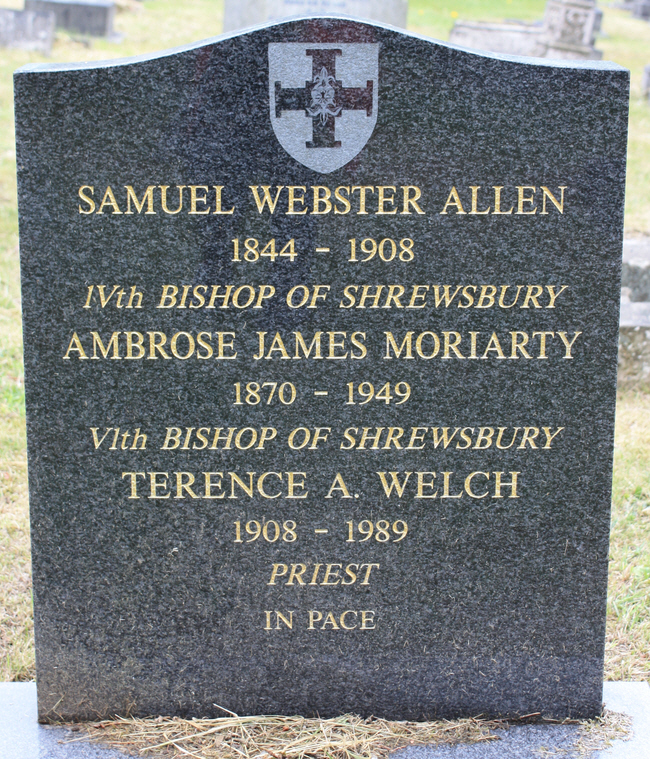 SAMUEL WEBSTER ALLEN
1844 - 1908
IVth BISHOP OF SHREWSBURY
AMBROSE JAMES MORIARTY
1870 - 1949
VIth BISHOP OF SHREWSBURY
TERENCE A. WELCH
1908 - 1989
PRIEST
IN PACE